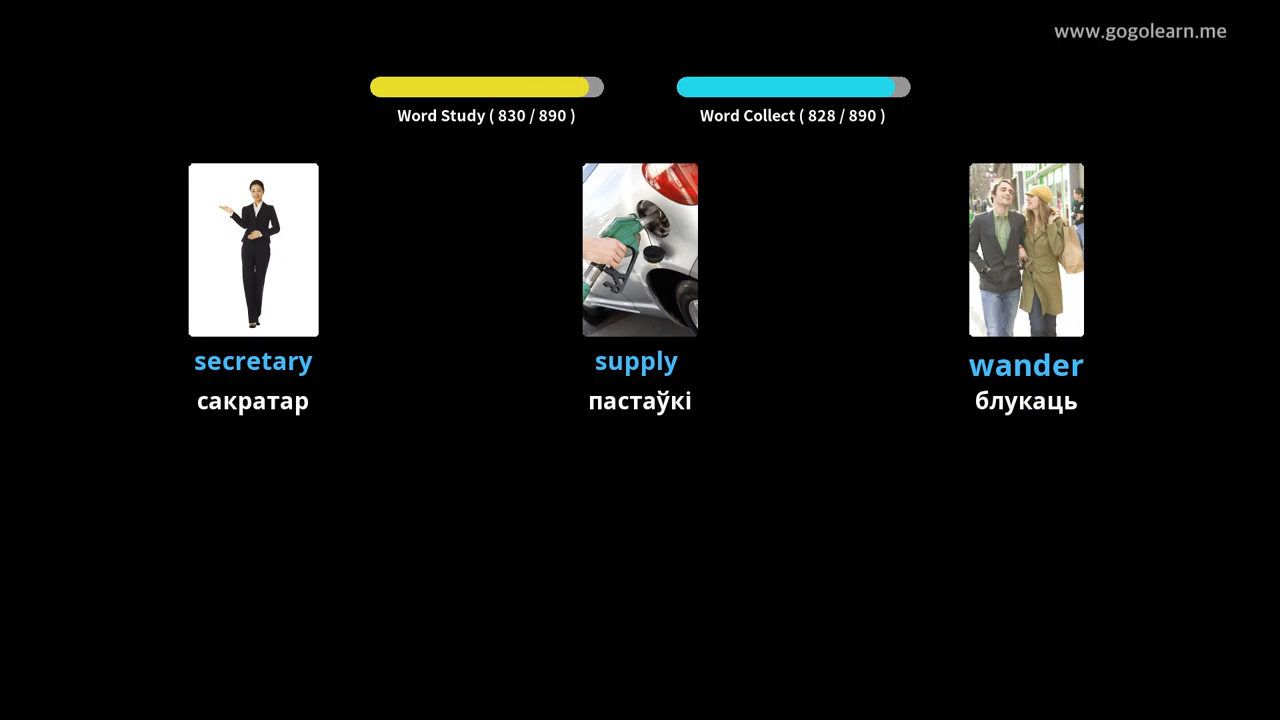 www.gogolearn.me
Word Study ( 830 / 890 )
Word Collect ( 828 / 890 )
secretary
supply
wander
сакратар
пастаўкі
блукаць